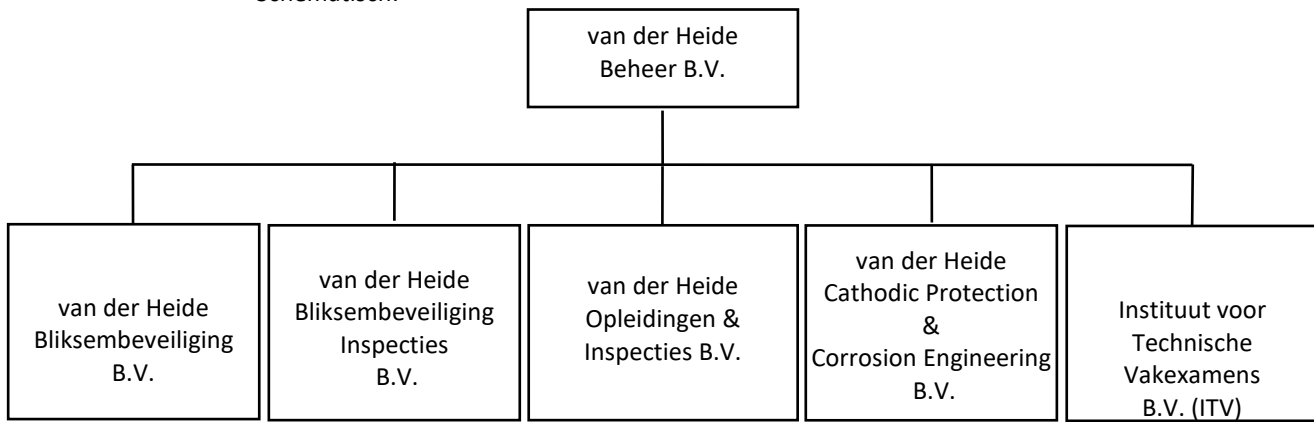 van der Heide
Beheer B.V.
van der Heide
Bliksembeveiliging
B.V.
van der Heide
Bliksembeveiliging
Inspecties
B.V.
van der Heide
Opleidingen &
Inspecties B.V.
van der Heide
Cathodic Protection
&
Corrosion Engineering
B.V.
Instituut voor
Technische
Vakexamens
B.V. (ITV)